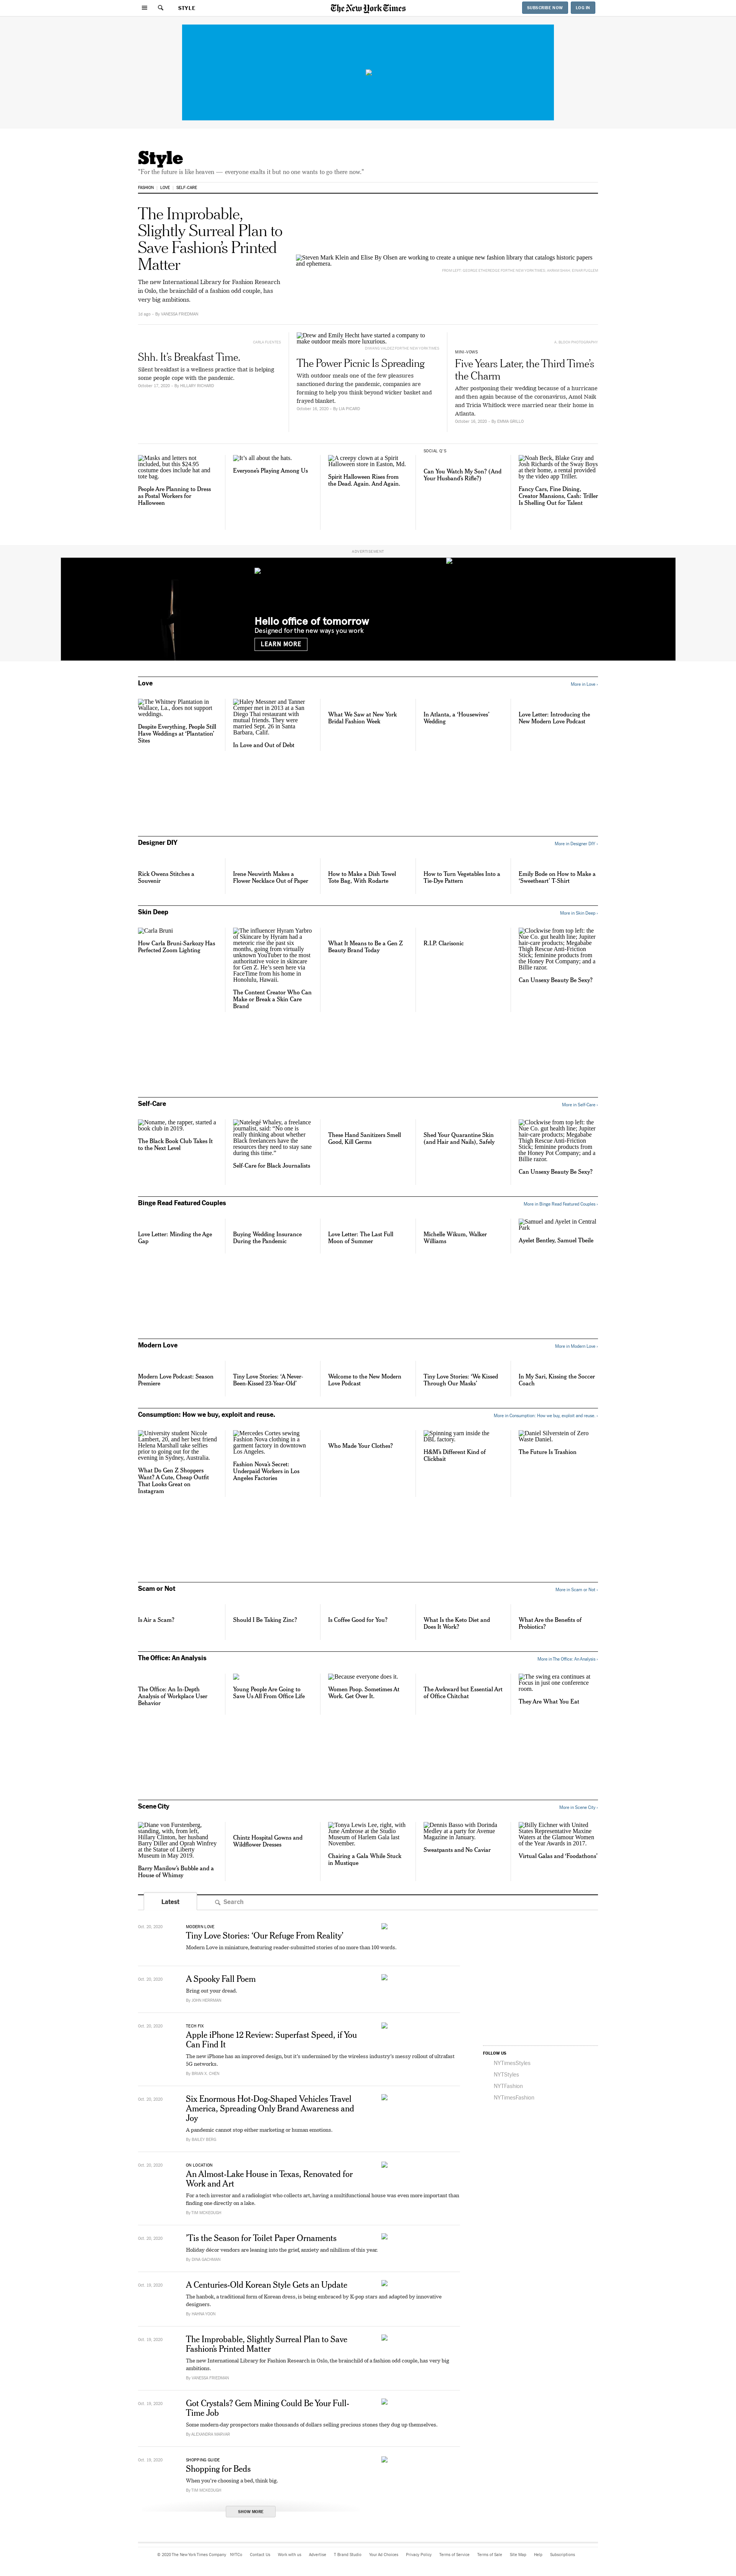 STYLE
The New York Times
SUBSCRIBE NOW
LOG IN
Style
“For the future is like heaven — everyone exalts it but no one wants to go there now.”
FASHION
LOVE
SELF-CARE
The Improbable,
Slightly Surreal Plan to
Save Fashion’s Printed
Matter
The new International Library for Fashion Research
in Oslo, the brainchild of a fashion odd couple, has
very big ambitions.
1d ago · By VANESSA FRIEDMAN
Steven Mark Klein and Elise By Olsen are working to create a unique new fashion library that catalogs historic papers
and ephemera.
CARLA FUENTES
Shh. It’s Breakfast Time.
Silent breakfast is a wellness practice that is helping
some people cope with the pandemic.
October 17, 2020 · By HILLARY RICHARD
Drew and Emily Hecht have started a company to
make outdoor meals more luxurious.
The Power Picnic Is Spreading
With outdoor meals one of the few pleasures
sanctioned during the pandemic, companies are
forming to help you think beyond wicker basket and
frayed blanket.
October 16, 2020 · By LIA PICARD
K. BLOCK PHOTOGRAPHY
MINI-VOWS
Five Years Later, the Third Time’s
the Charm
After postponing their wedding because of a hurricane
and then again because of the coronavirus, Amol Naik
and Tricia Whitlock were married near their home in
Atlanta.
October 16, 2020 · By EMMA GRILLO
Masks and letters not
included, but this $24.95
costume does include hat and
tote bag.
People Are Planning to Dress
as Postal Workers for
Halloween
It’s all about the hats.
Everyone’s Playing Among Us
A creepy clown at a Spirit
Halloween store in Easton, Md.
Spirit Halloween Rises from
the Dead. Again. And Again.
SOCIAL Q’S
Can You Watch My Son? (And
Your Husband’s Rifle?)
Noah Beck, Blake Gray and
Josh Richards of the Sway Boys
at their home, a rental provided
by the video app Triller.
Fancy Cars, Fine Dining,
Creator Mansions, Cash: Triller
Is Shelling Out for Talent
ADVERTISEMENT
Hello office of tomorrow
Designed for the new ways you work
LEARN MORE
Love
More in Love ›
The Whitney Plantation in
Wallace, La., does not support
weddings.
Despite Everything, People Still
Have Weddings at ‘Plantation’
Sites
Haley Messner and Tanner
Cemper met in 2013 at a San
Diego Thai restaurant with
mutual friends. They were
married Sept. 26 in Santa
Barbara, Calif.
In Love and Out of Debt
What We Saw at New York
Bridal Fashion Week
In Atlanta, a ‘Housewives’
Wedding
Love Letter: Introducing the
New Modern Love Podcast
Designer DIY
More in Designer DIY ›
Rick Owens Stitches a
Souvenir
Irene Neuwirth Makes a
Flower Necklace Out of Paper
How to Make a Dish Towel
Tote Bag, With Rodarte
How to Turn Vegetables Into a
Tie-Dye Pattern
Emily Bode on How to Make a
‘Sweetheart’ T-Shirt
Skin Deep
More in Skin Deep ›
Carla Bruni
How Carla Bruni-Sarkozy Has
Perfected Zoom Lighting
The influencer Hyram Yarbro
of Skincare by Hyram had a
meteoric rise the past six
months, going from virtually
unknown YouTube to the most
authoritative voice in skincare
for Gen Z. He’s seen here via
FaceTime from his home in
Honolulu, Hawaii.
The Content Creator Who Can
Make or Break a Skin Care
Brand
What It Means to Be a Gen Z
Beauty Brand Today
R.I.P. Clarisonic
Clockwise from top left: the
Nue Co. gut health line; Jupiter
hair-care products; Megababe
Thigh Rescue Anti-Friction
Stick; feminine products from
the Honey Pot Company; and a
Billie razor.
Can Unsexy Beauty Be Sexy?
Self-Care
More in Self-Care ›
Noname, the rapper, started a
book club in 2019.
The Black Book Club Takes It
to the Next Level
Natelegé Whaley, a freelance
journalist, said: “No one is
really thinking about whether
Black freelancers have the
resources they need to stay sane
during this time.”
Self-Care for Black Journalists
These Hand Sanitizers Smell
Good, Kill Germs
Shed Your Quarantine Skin
(and Hair and Nails), Safely
Clockwise from top left: the
Nue Co. gut health line; Jupiter
hair-care products; Megababe
Thigh Rescue Anti-Friction
Stick; feminine products from
the Honey Pot Company; and a
Billie razor.
Can Unsexy Beauty Be Sexy?
Binge Read Featured Couples
More in Binge Read Featured Couples ›
Love Letter: Minding the Age
Gap
Buying Wedding Insurance
During the Pandemic
Love Letter: The Last Full
Moon of Summer
Michelle Wikum, Walker
Williams
Samuel and Ayelet in Central
Park
Ayelet Bentley, Samuel Theile
Modern Love
More in Modern Love ›
Modern Love Podcast: Season
Premiere
Tiny Love Stories: ‘A Never-
Been-Kissed 23-Year-Old’
Welcome to the New Modern
Love Podcast
Tiny Love Stories: ‘We Kissed
Through Our Masks’
In My Sari, Kissing the Soccer
Coach
Consumption: How we buy, exploit and reuse.
More in Consumption: How we buy, exploit and reuse. ›
University student Nicole
Lambert, 20, and her best friend
Helena Marshall take selfies
prior to going out for the
evening in Sydney, Australia.
What Do Gen Z Shoppers
Want? A Cute, Cheap Outfit
That Looks Great on
Instagram
Mercedes Cortes sewing
Fashion Nova clothing in a
garment factory in downtown
Los Angeles.
Fashion Nova’s Secret:
Underpaid Workers in Los
Angeles Factories
Who Made Your Clothes?
Spinning yarn inside the
DBL factory.
H&M’s Different Kind of
Clickbait
Daniel Silverstein of Zero
Waste Daniel.
The Future Is Trashion
Scam or Not
More in Scam or Not ›
Is Air a Scam?
Should I Be Taking Zinc?
Is Coffee Good for You?
What Is the Keto Diet and
Does It Work?
What Are the Benefits of
Probiotics?
The Office: An Analysis
More in The Office: An Analysis ›
The Office: An In-Depth
Analysis of Workplace User
Behavior
Young People Are Going to
Save Us All From Office Life
Because everyone does it.
Women Poop. Sometimes At
Work. Get Over It.
The Awkward but Essential Art
of Office Chitchat
The swing era continues at
Focus in just one conference
room.
They Are What You Eat
Scene City
More in Scene City ›
Diane von Furstenberg,
standing, with, from left,
Hillary Clinton, her husband
Barry Diller and Oprah Winfrey
at the Statue of Liberty
Museum in May 2019.
Barry Manilow’s Bubble and a
House of Whimsy
Chintz Hospital Gowns and
Wildflower Dresses
Tonya Lewis Lee, right, with
June Ambrose at the Studio
Museum of Harlem Gala last
November.
Chairing a Gala While Stuck
in Mustique
Dennis Basso with Dorinda
Medley at a party for Avenue
Magazine in January.
Sweatpants and No Caviar
Billy Eichner with United
States Representative Maxine
Waters at the Glamour Women
of the Year Awards in 2017.
Virtual Galas and ‘Foodathons’
Latest
Search
Oct. 20, 2020
MODERN LOVE
Tiny Love Stories: ‘Our Refuge From Reality’
Modern Love in miniature, featuring reader-submitted stories of no more than 100 words.
Oct. 20, 2020
A Spooky Fall Poem
Bring out your dread.
By JOHN HERRMAN
Oct. 20, 2020
TECH FIX
Apple iPhone 12 Review: Superfast Speed, if You
Can Find It
The new iPhone has an improved design, but it’s undermined by the wireless industry’s messy rollout of ultrafast
5G networks.
By BRIAN X. CHEN
Oct. 20, 2020
Six Enormous Hot-Dog-Shaped Vehicles Travel
America, Spreading Only Brand Awareness and
Joy
A pandemic cannot stop either marketing or human emotions.
By BAILEY BERG
Oct. 20, 2020
ON LOCATION
An Almost-Lake House in Texas, Renovated for
Work and Art
For a tech investor and a radiologist who collects art, having a multifunctional house was even more important than
finding one directly on a lake.
By TIM MCKEOUGH
Oct. 20, 2020
’Tis the Season for Toilet Paper Ornaments
Holiday décor vendors are leaning into the grief, anxiety and nihilism of this year.
By GINA GACHMAN
Oct. 19, 2020
A Centuries-Old Korean Style Gets an Update
The hanbok, a traditional form of Korean dress, is being embraced by K-pop stars and adapted by innovative
designers.
By HAHNA YOON
Oct. 19, 2020
The Improbable, Slightly Surreal Plan to Save
Fashion’s Printed Matter
The new International Library for Fashion Research in Oslo, the brainchild of a fashion odd couple, has very big
ambitions.
By VANESSA FRIEDMAN
Oct. 19, 2020
Got Crystals? Gem Mining Could Be Your Full-
Time Job
Some modern-day prospectors make thousands of dollars selling precious stones they dug up themselves.
By ALEXANDRA MARVAR
Oct. 19, 2020
SHOPPING GUIDE
Shopping for Beds
When you’re choosing a bed, think big.
By TIM MCKEOUGH
SHOW MORE
FOLLOW US
NYTimesStyles
NYTStyles
NYTFashion
NYTimesFashion
© 2020 The New York Times Company
NYTCo
Contact Us
Work with us
Advertise
T Brand Studio
Your Ad Choices
Privacy Policy
Terms of Service
Terms of Sale
Site Map
Help
Subscriptions